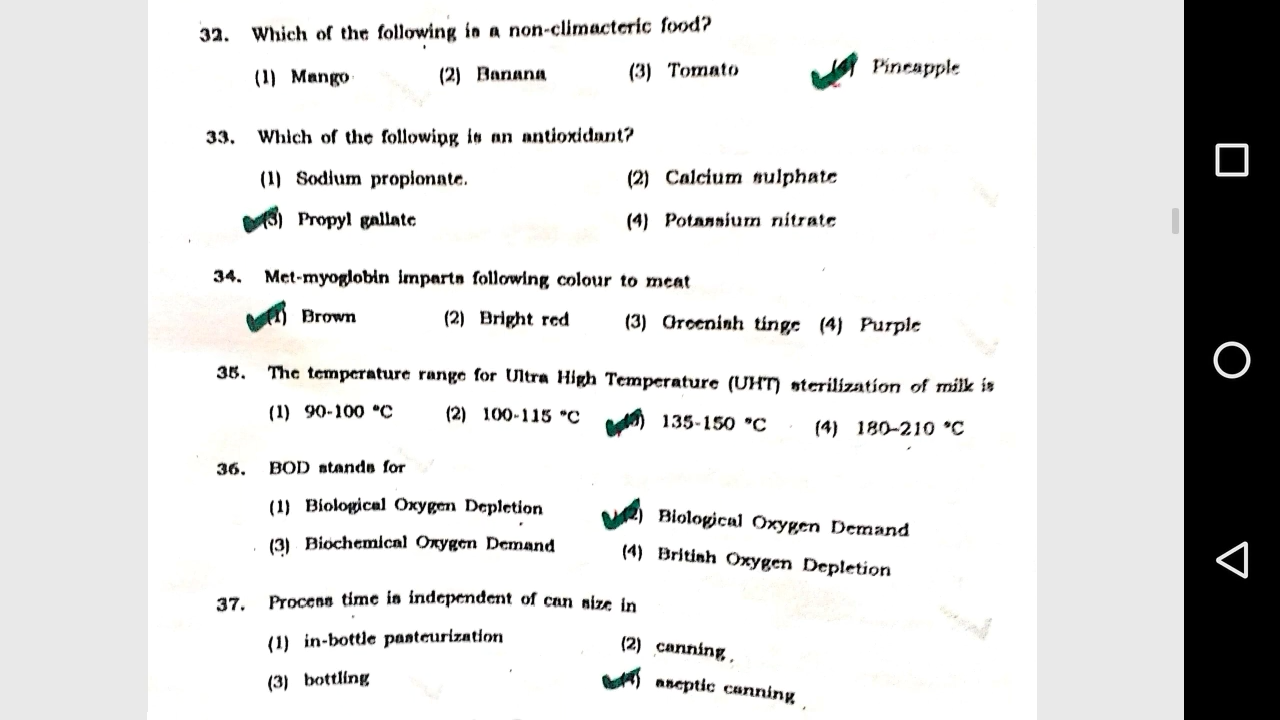 32. Which of the following is a non-climacteric food?
(1) Mango (2) Banana (3) Tomato (4) Pineapple
33. Which of the following is an antioxidant?
(1) Sodium propionate. (2) Calcium sulphate
(3) Propyl gallate (4) Potassium nitrate
34. Met-myoglobin imparts following colour to meat
(1) Brown (2) Bright red (3) Greenish tinge (4) Purple
35. The temperature range for Ultra High Temperature (UHT) sterilization of milk is
(1) 90-100 °C (2) 100-115 °C (3) 135-150 °C (4) 180–210 °C
36. BOD stands for
(1) Biological Oxygen Depletion (2) Biological Oxygen Demand
(3) Biochemical Oxygen Demand (4) British Oxygen Depletion
37. Process time is independent of can size in
(1) in-bottle pasteurization (2) canning
(3) bottling (4) aseptic canning